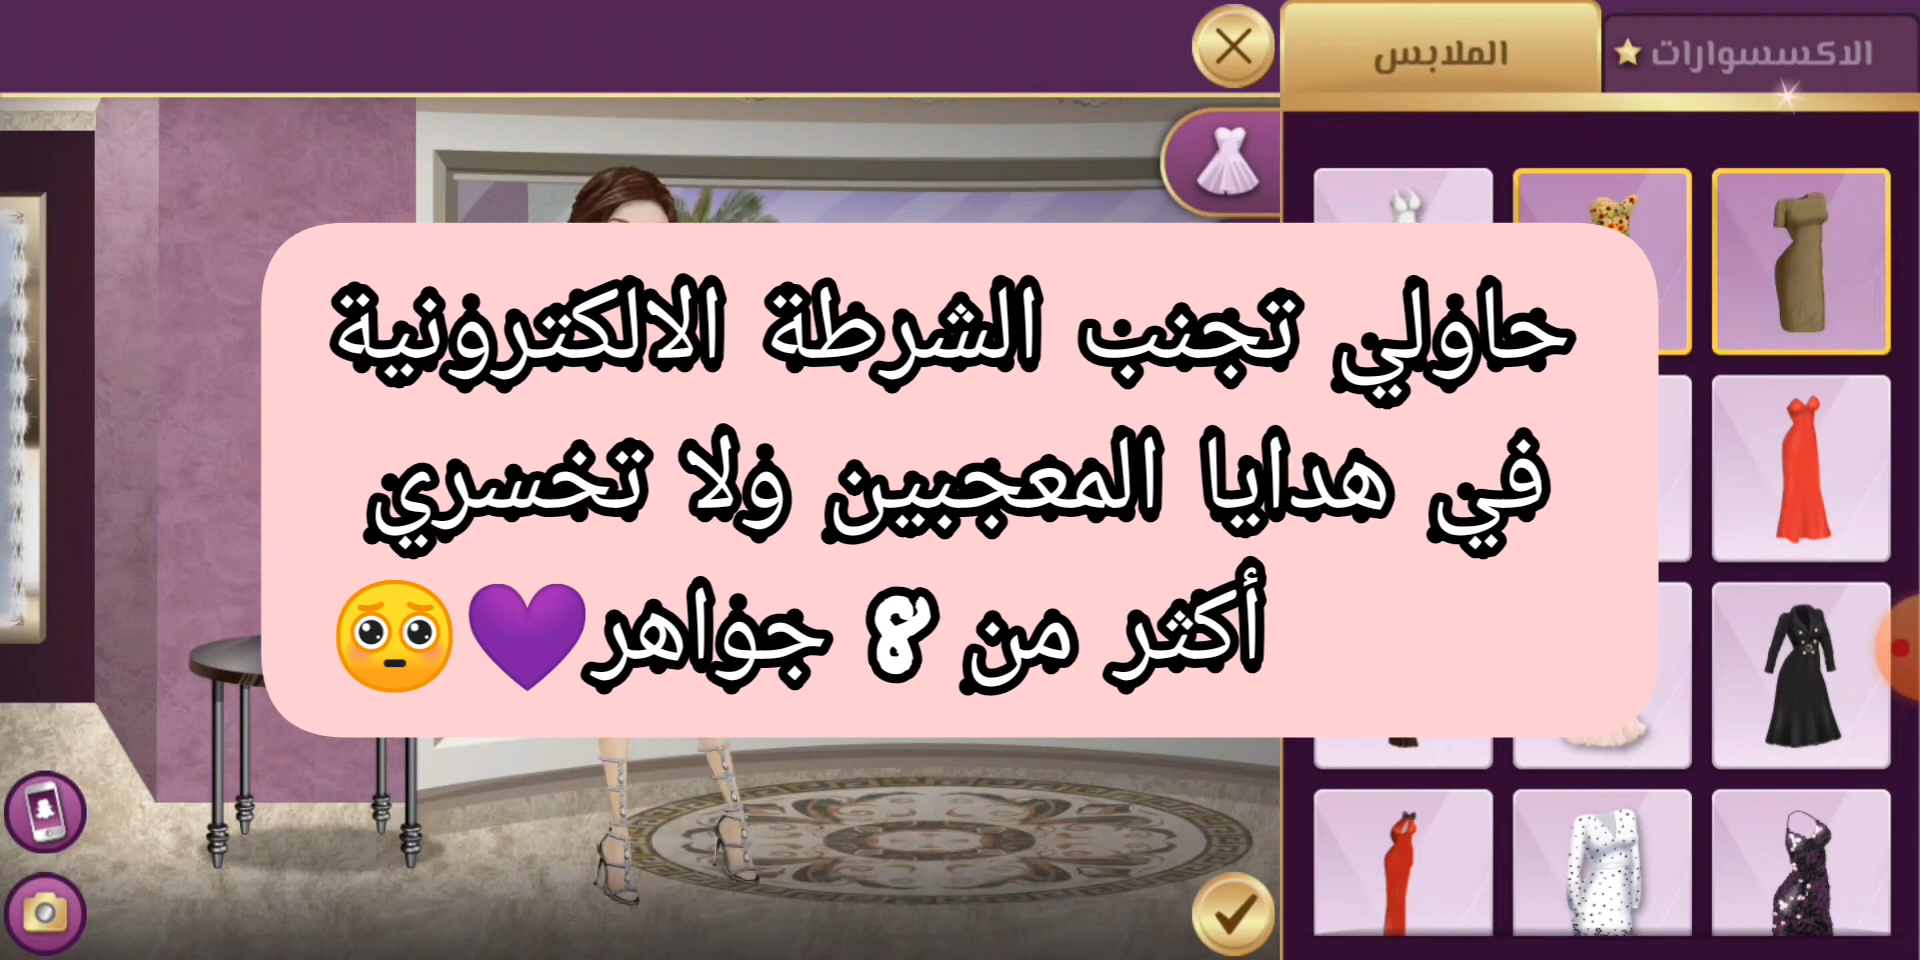 الاكسسوارات
الملابس
حاولي تجنب الشرطة الالكترونية
في هدايا المعجبين ولا تخسري
أكثر من 8 جواهر💜🥺